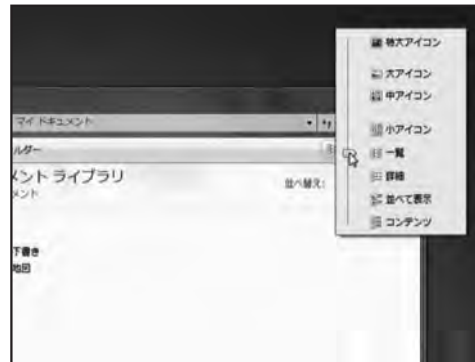 特大アイコン
大アイコン
中アイコン
小アイコン
一覧
詳細
並べて表示
コンテンツ
マイ ドキュメント
ルダー
メント ライブラリ
メント
並べ替え:
下書き
地図